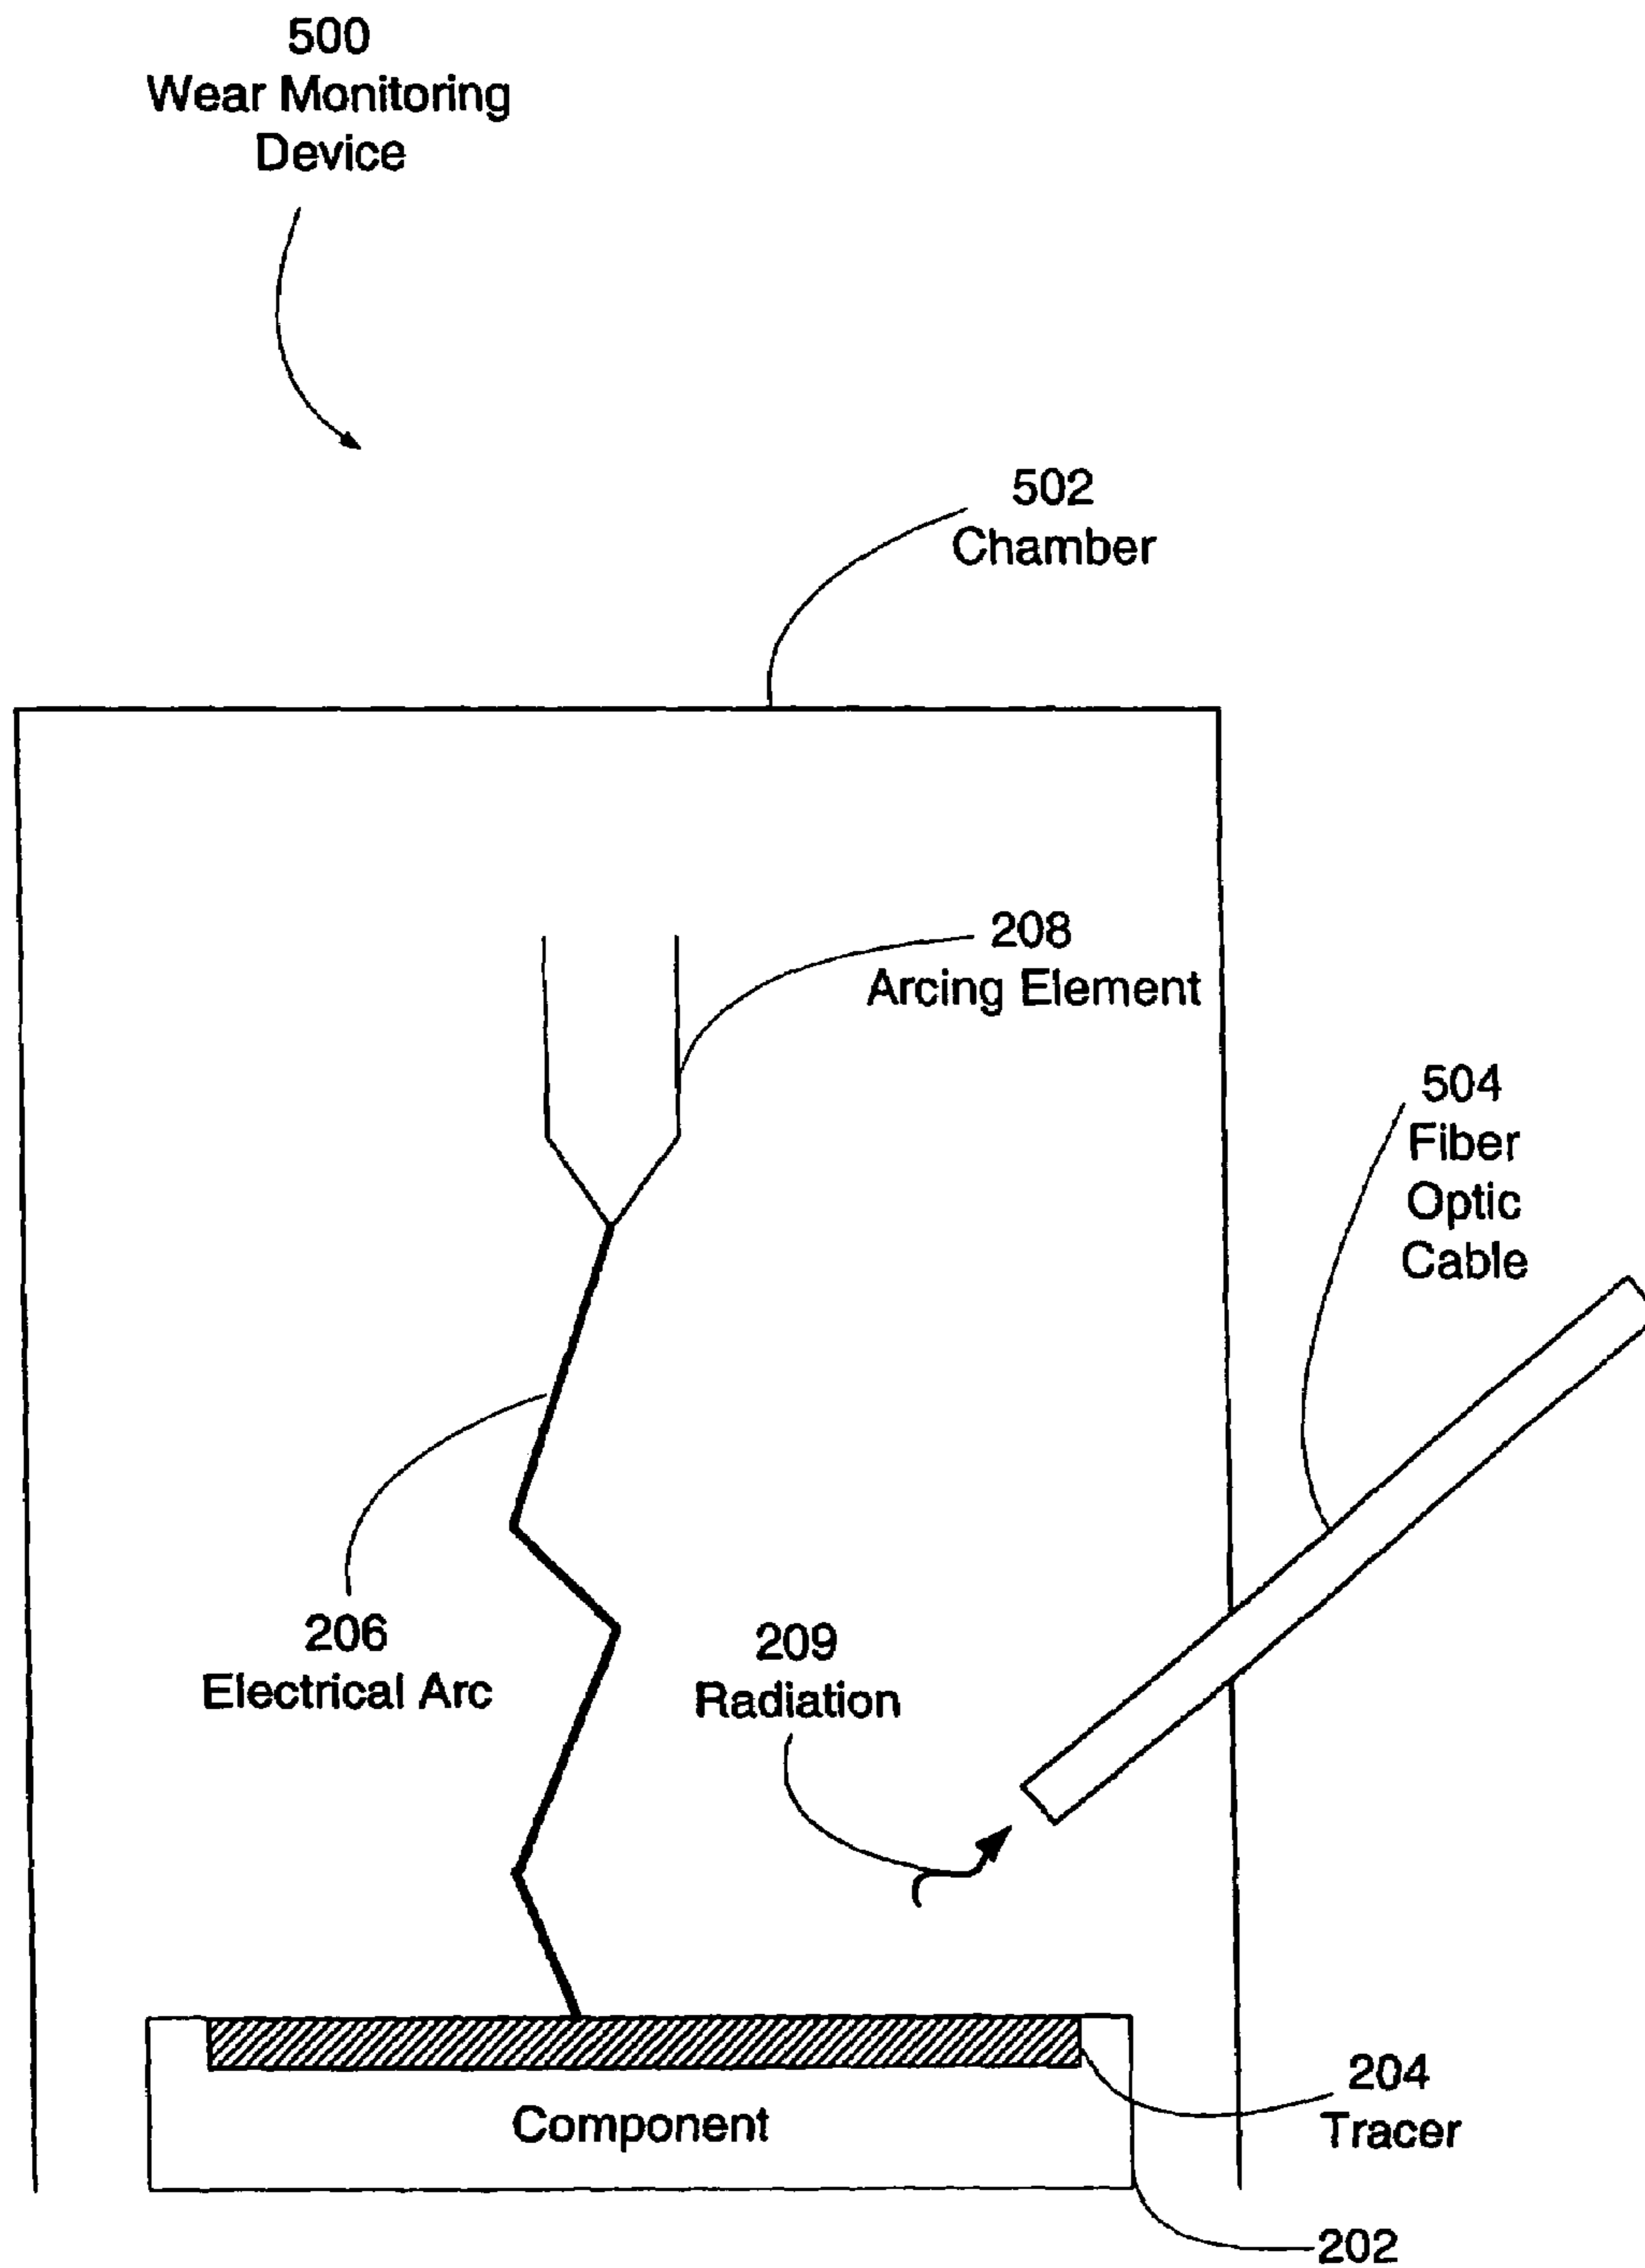 500
Wear Monitoring
Device
502
Chamber
208
Arcing Element
504
Fiber
Optic
Cable
206
Electrical Arc
209
Radiation
204
Tracer
Component
202